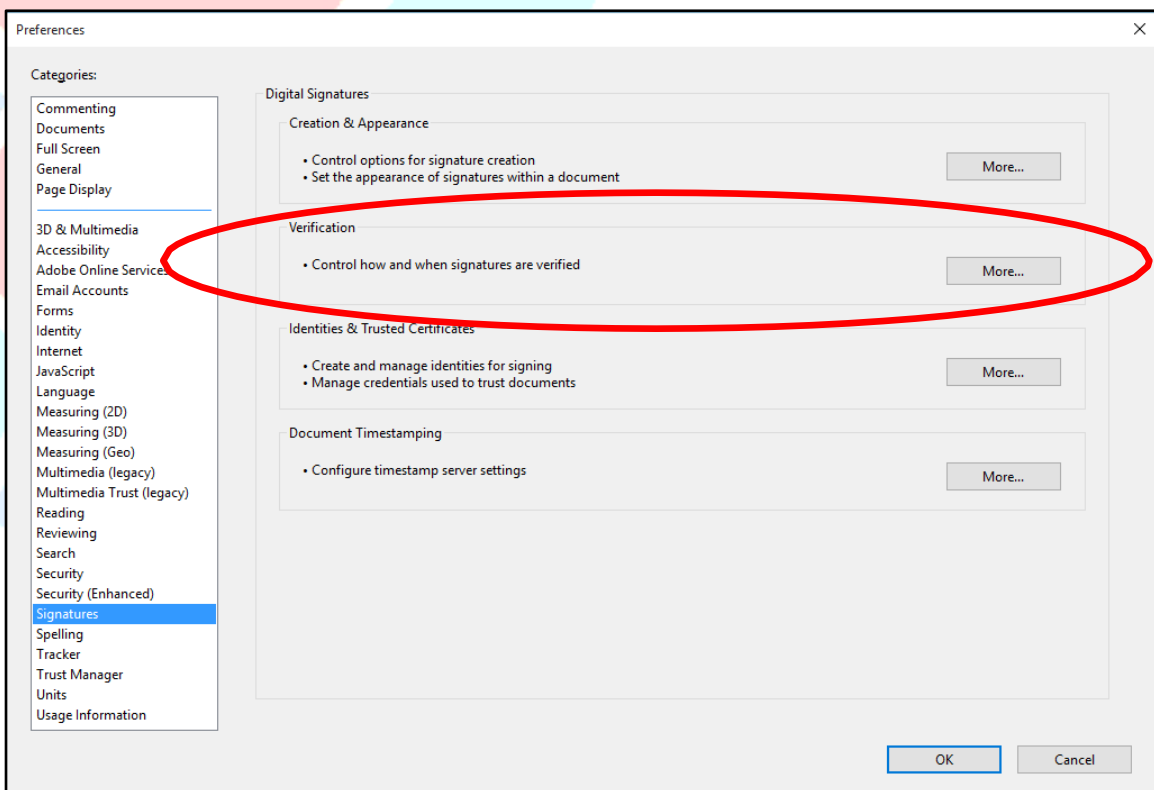 Preferences
Categories:
Commenting
Documents
Full Screen
General
Page Display
3D & Multimedia
Accessibility
Adobe Online Services
Email Accounts
Forms
Identity
Internet
JavaScript
Language
Measuring (2D)
Measuring (3D)
Measuring (Geo)
Multimedia (legacy)
Multimedia Trust (legacy)
Reading
Reviewing
Search
Security
Security (Enhanced)
Signatures
Spelling
Tracker
Trust Manager
Units
Usage Information
Digital Signatures
Creation & Appearance
• Control options for signature creation
• Set the appearance of signatures within a document
More...
Verification
• Control how and when signatures are verified
More...
Identities & Trusted Certificates
• Create and manage identities for signing
• Manage credentials used to trust documents
More...
Document Timestamping
• Configure timestamp server settings
More...
OK
Cancel